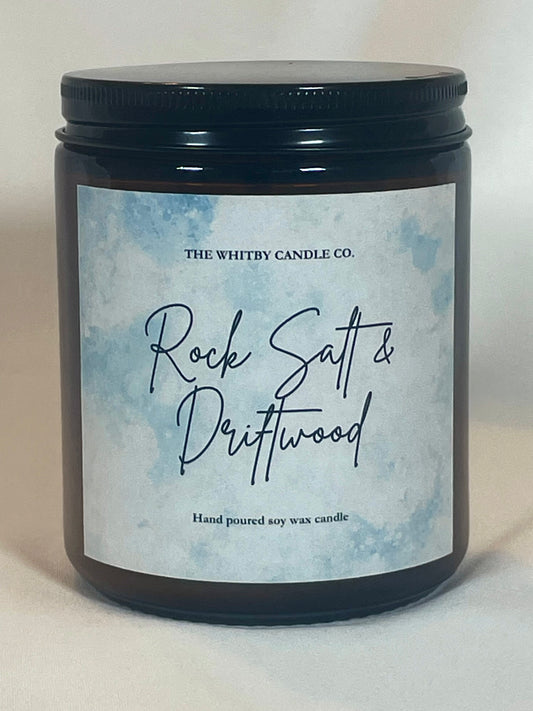 THE WHITBY CANDLE CO.
Rock Salt &
Driftwood
Hand poured soy wax candle